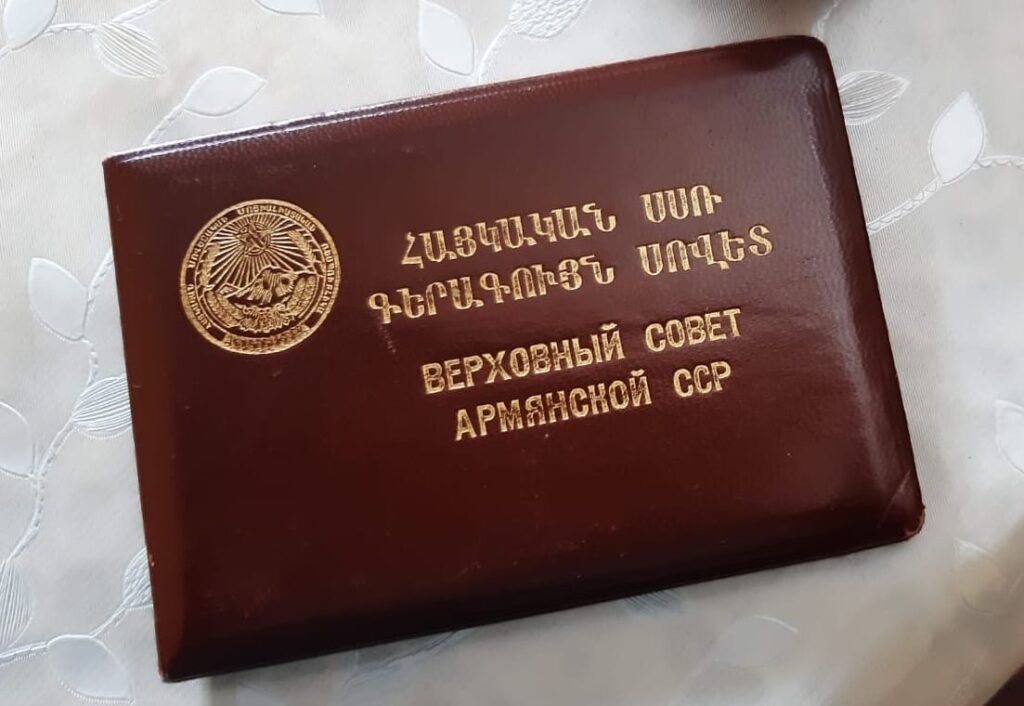 ՀԱՅԿԱԿԱՆ ՍՍՌ
ԳԵՐԱԳՈՒՅՆ ՍՈՎԵՏ
ВЕРХОВНЫЙ СОВЕТ
АРМЯНСКОЙ ССР